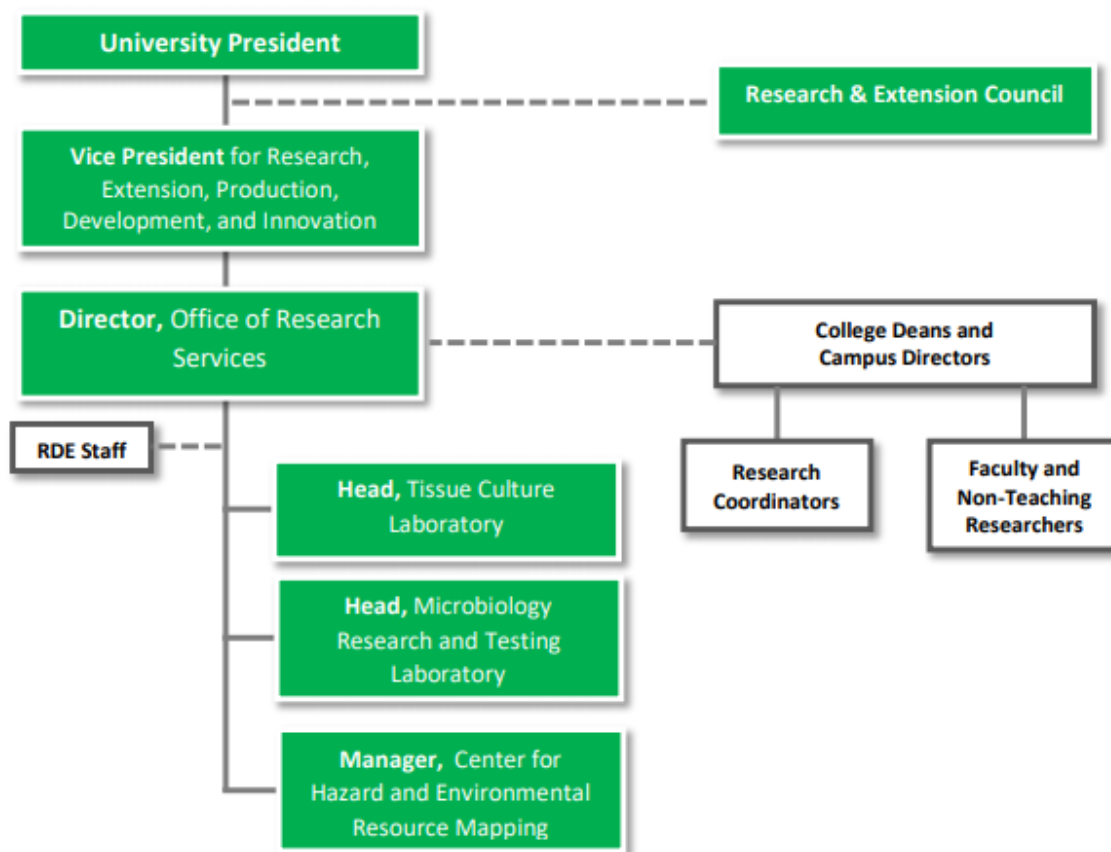 University President
Research & Extension Council
Vice President for Research,
Extension, Production,
Development, and Innovation
Director, Office of Research
Services
College Deans and
Campus Directors
RDE Staff
Research
Coordinators
Faculty and
Non-Teaching
Researchers
Head, Tissue Culture
Laboratory
Head, Microbiology
Research and Testing
Laboratory
Manager, Center for
Hazard and Environmental
Resource Mapping